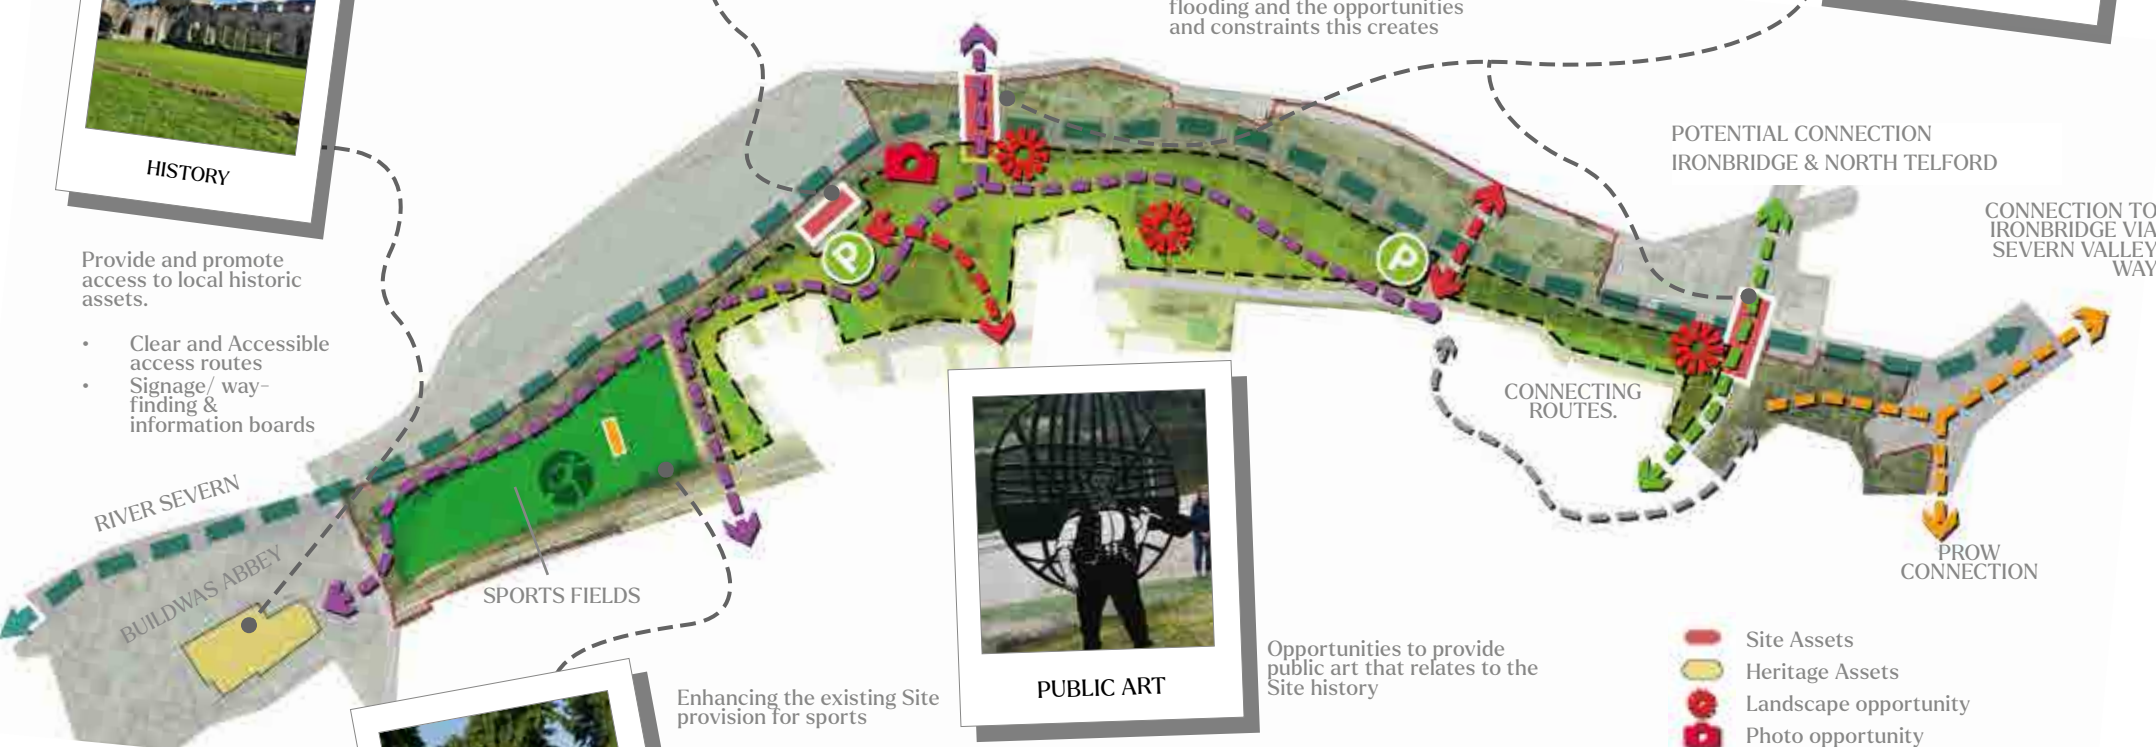 flooding and the opportunities
and constraints this creates
HISTORY
POTENTIAL CONNECTION
IRONBRIDGE & NORTH TELFORD
CONNECTION TO
IRONBRIDGE VIA
SEVERN VALLEY
WAY
Provide and promote
access to local historic
assets.
• Clear and Accessible
access routes
• Signage/ way-
finding &
information boards
P
P
CONNECTING
ROUTES.
RIVER SEVERN
BUILDWAS ABBEY
SPORTS FIELDS
PROW
CONNECTION
Enhancing the existing Site
provision for sports
PUBLIC ART
Opportunities to provide
public art that relates to the
Site history
Site Assets
Heritage Assets
Landscape opportunity
Photo opportunity